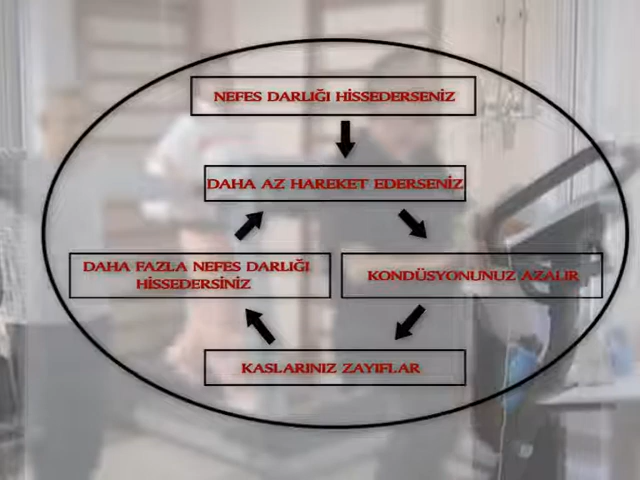 NEFES DARLIĞI HİSSEDERSENİZ
DAHA AZ HAREKET EDERSENİZ
DAHA FAZLA NEFES DARLIĞI
HİSSEDERSİNİZ
KONDÜSYONUNUZ AZALIR
KASLARINIZ ZAYIFLAR